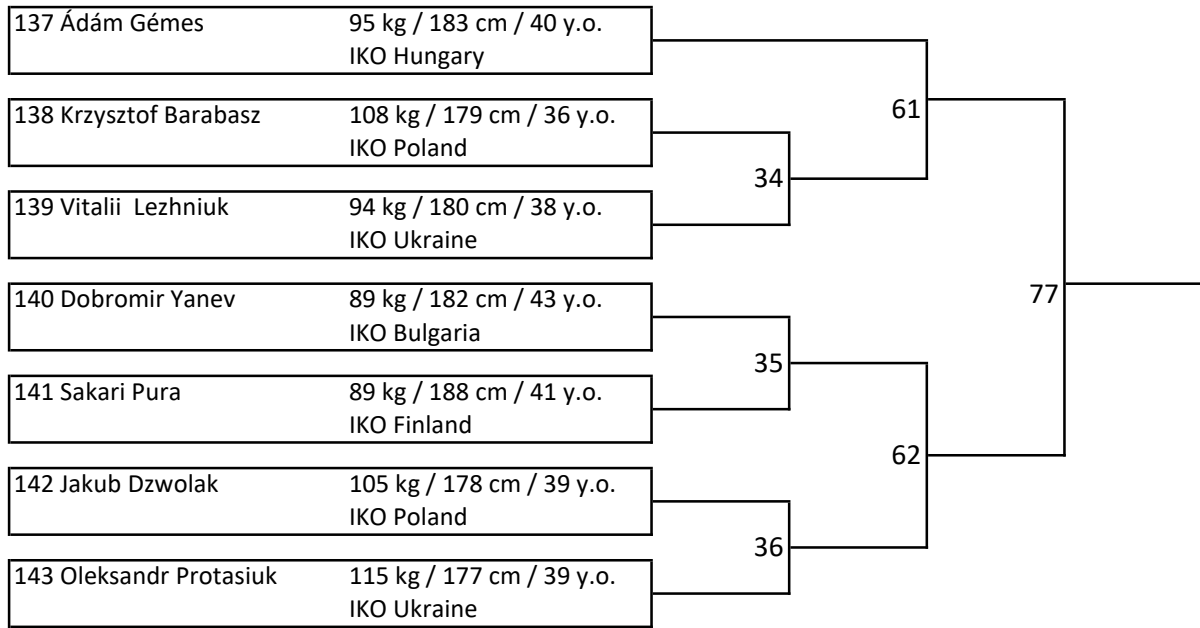 137 Ádám Gémes 95 kg / 183 cm / 40 y.o.
IKO Hungary
138 Krzysztof Barabasz 108 kg / 179 cm / 36 y.o.
IKO Poland
139 Vitalii  Lezhniuk 94 kg / 180 cm / 38 y.o.
IKO Ukraine
140 Dobromir Yanev 89 kg / 182 cm / 43 y.o.
IKO Bulgaria
141 Sakari Pura 89 kg / 188 cm / 41 y.o.
IKO Finland
142 Jakub Dzwolak 105 kg / 178 cm / 39 y.o.
IKO Poland
143 Oleksandr Protasiuk 115 kg / 177 cm / 39 y.o.
IKO Ukraine
34
35
36
61
62
77